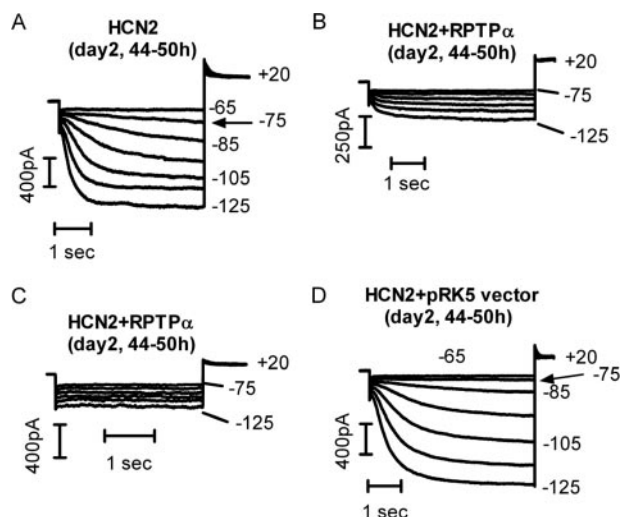 A
HCN2
(day2, 44-50h)
+20
-65
-75
-85
-105
-125
400pA
1 sec
B
HCN2+RPTPα
(day2, 44-50h)
+20
-75
-125
250pA
1 sec
C
HCN2+RPTPα
(day2, 44-50h)
+20
-75
-125
400pA
1 sec
D
HCN2+pRK5 vector
(day2, 44-50h)
-65
+20
-75
-85
-105
-125
400pA
1 sec